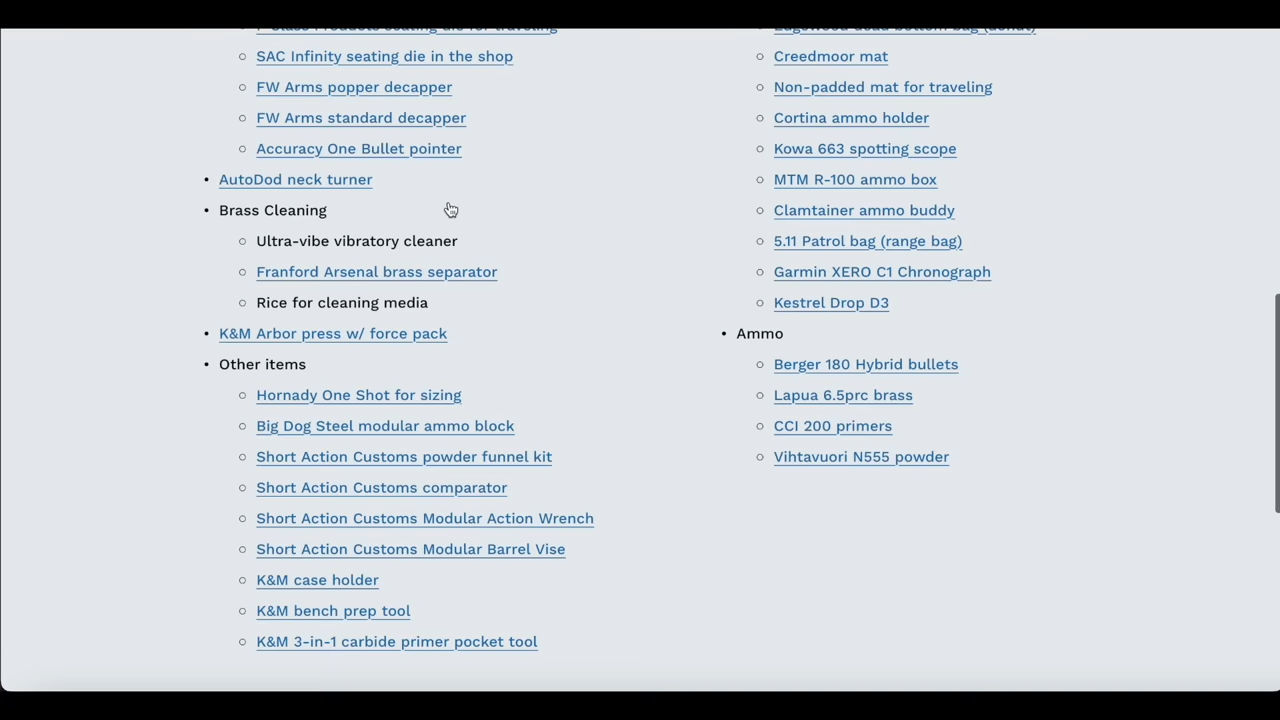 SAC Infinity seating die in the shop
FW Arms popper decapper
FW Arms standard decapper
Accuracy One Bullet pointer
AutoDod neck turner
Brass Cleaning
Ultra-vibe vibratory cleaner
Franford Arsenal brass separator
Rice for cleaning media
K&M Arbor press w/ force pack
Other items
Hornady One Shot for sizing
Big Dog Steel modular ammo block
Short Action Customs powder funnel kit
Short Action Customs comparator
Short Action Customs Modular Action Wrench
Short Action Customs Modular Barrel Vise
K&M case holder
K&M bench prep tool
K&M 3-in-1 carbide primer pocket tool
Creedmoor mat
Non-padded mat for traveling
Cortina ammo holder
Kowa 663 spotting scope
MTM R-100 ammo box
Clamtainer ammo buddy
5.11 Patrol bag (range bag)
Garmin XERO C1 Chronograph
Kestrel Drop D3
Ammo
Berger 180 Hybrid bullets
Lapua 6.5prc brass
CCI 200 primers
Vihtavuori N555 powder